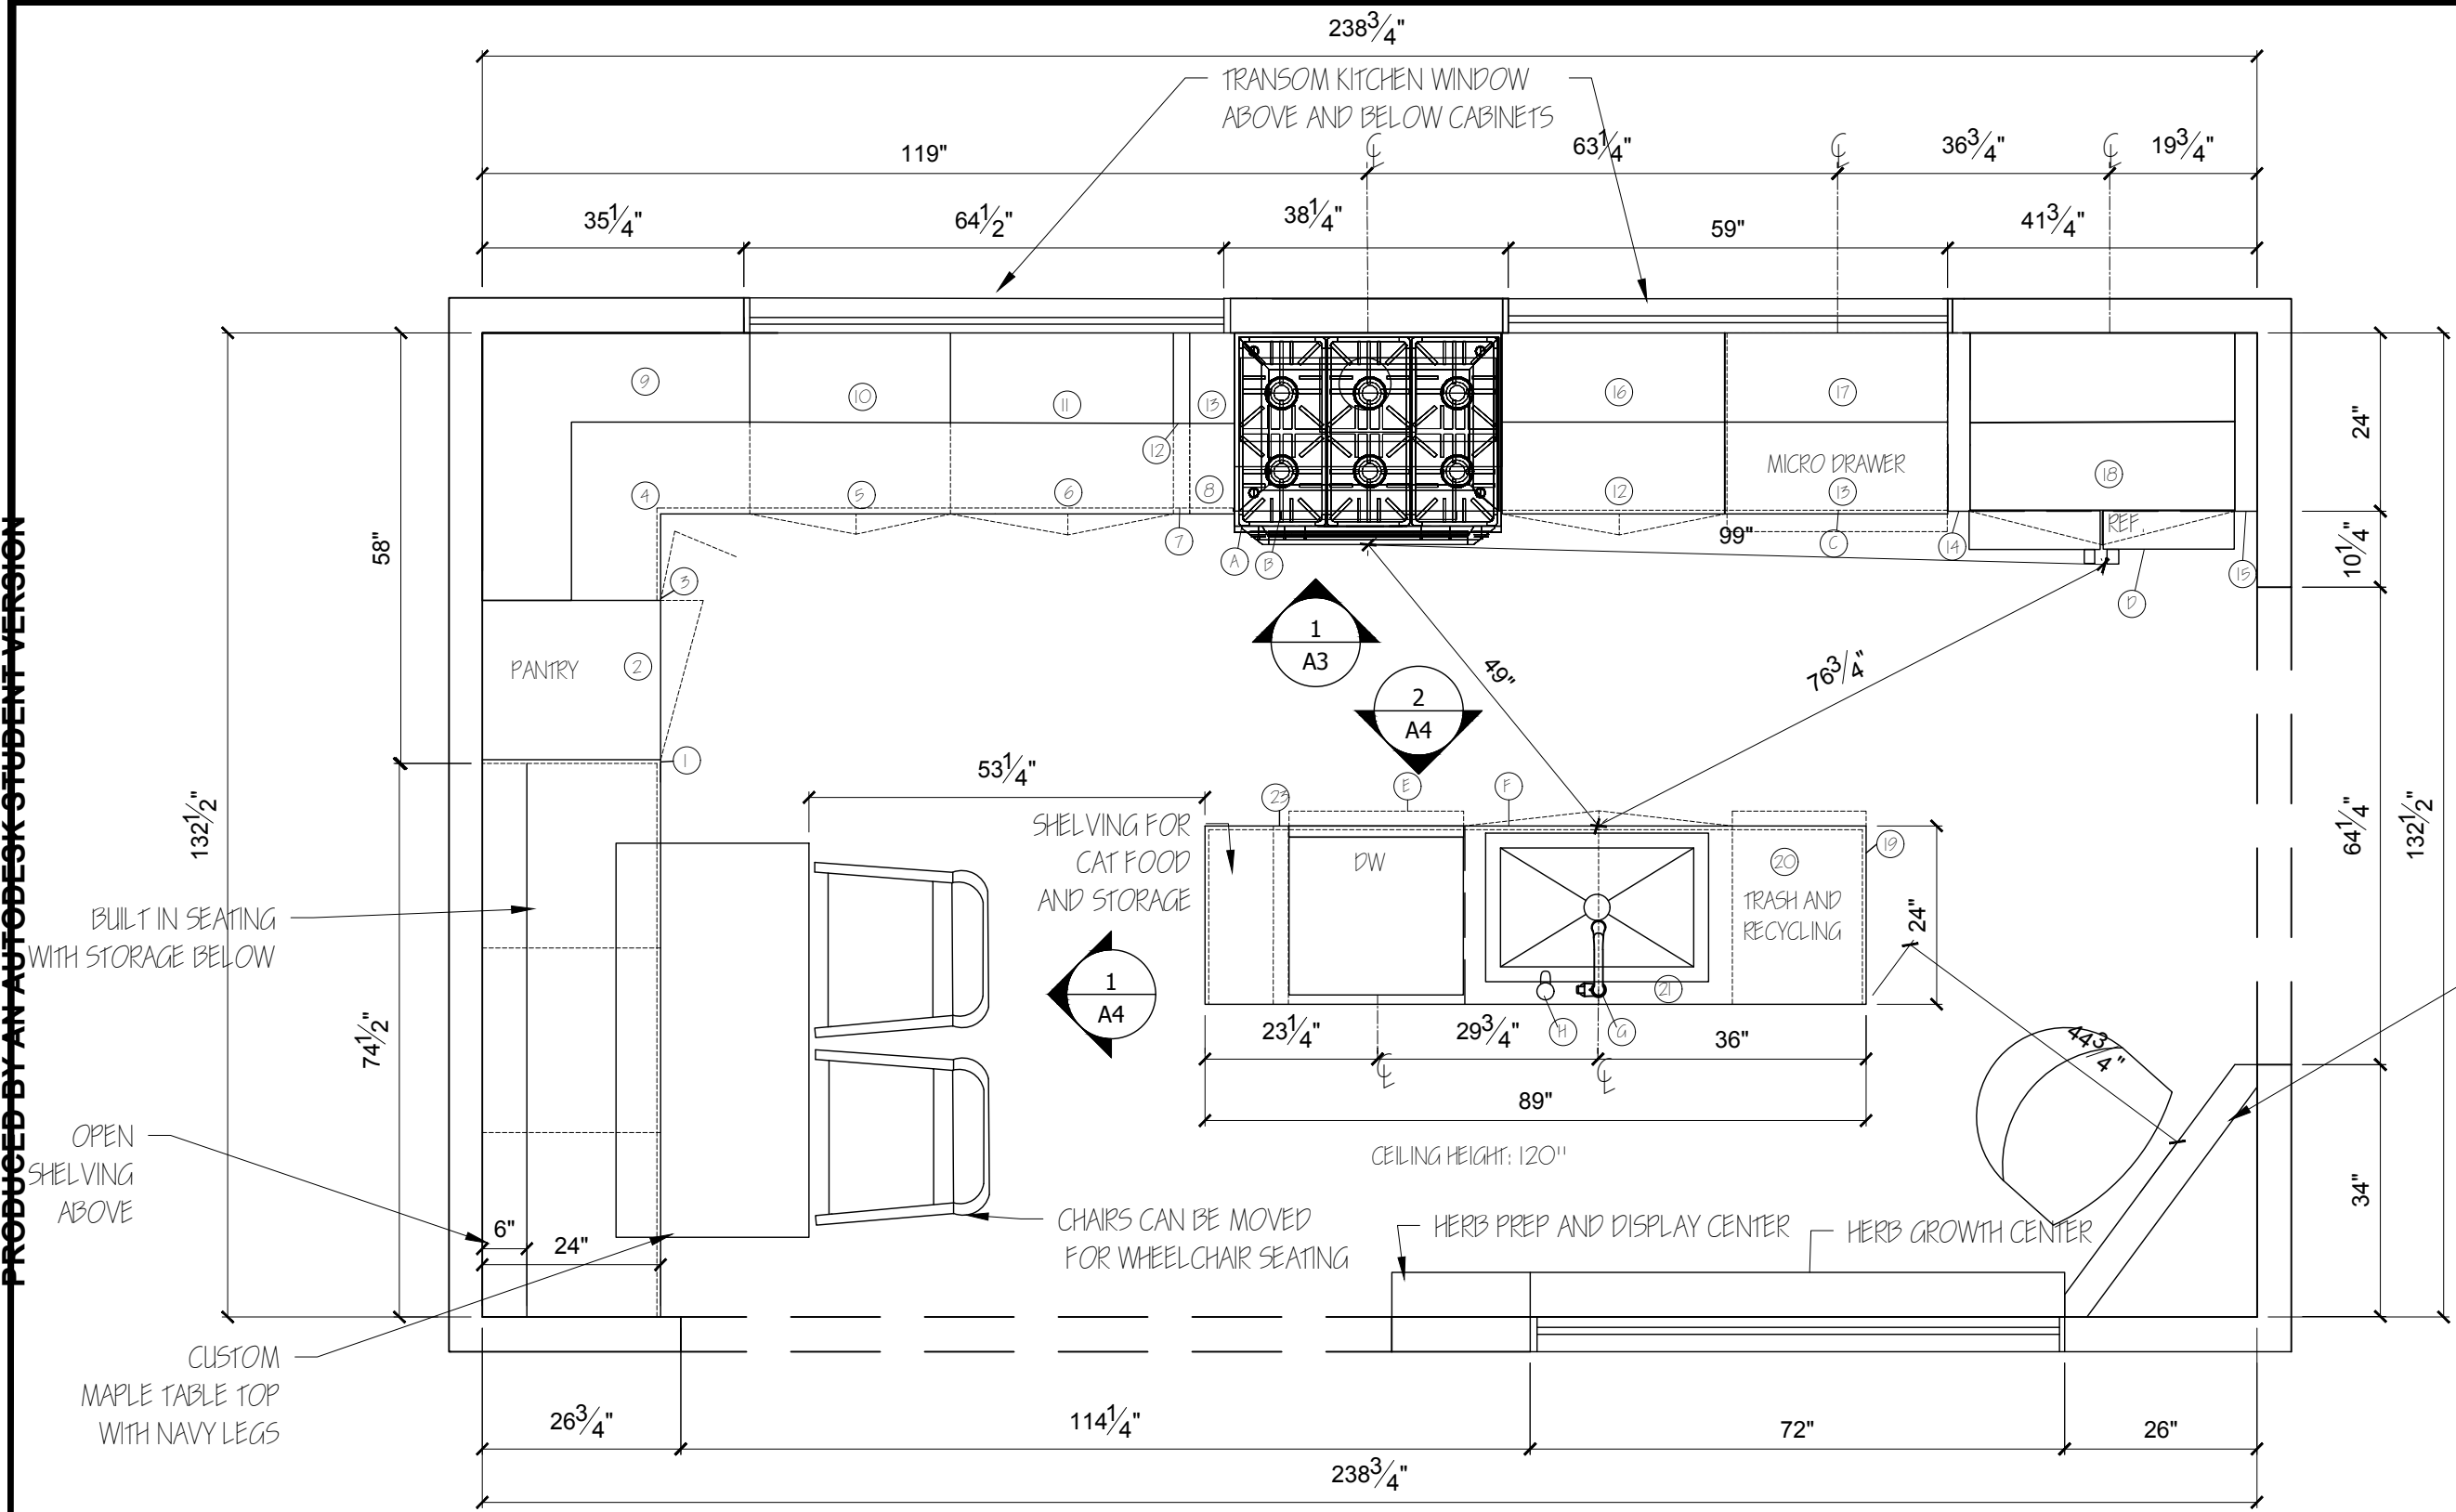 PRODUCED BY AN AUTODESK STUDENT VERSION
238 3/4"
TRANSOM KITCHEN WINDOW
ABOVE AND BELOW CABINETS
119"
63 1/4"
36 3/4"
19 3/4"
35 1/4"
64 1/2"
38 1/4"
59"
41 3/4"
9
10
11
13
16
17
12
MICRO DRAWER
4
5
6
8
12
13
18
7
A
B
99"
C
14
REF.
15
D
24"
10 1/4"
58"
3
PANTRY
2
1
1
A3
2
A4
49"
76 3/4"
132 1/2"
64 1/4"
132 1/2"
53 1/4"
SHELVING FOR
CAT FOOD
AND STORAGE
23
E
F
DW
20
TRASH AND
RECYCLING
19
24"
21
H
G
BUILT IN SEATING
WITH STORAGE BELOW
1
A4
74 1/2"
23 1/4"
29 3/4"
36"
89"
44 3/4"
CEILING HEIGHT: 120"
OPEN
SHELVING
ABOVE
6"
24"
CHAIRS CAN BE MOVED
FOR WHEELCHAIR SEATING
HERB PREP AND DISPLAY CENTER
HERB GROWTH CENTER
34"
CUSTOM
MAPLE TABLE TOP
WITH NAVY LEGS
26 3/4"
114 1/4"
72"
26"
238 3/4"